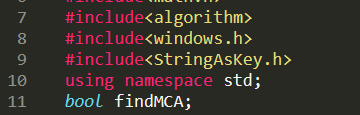 7 #include<algorithm>
8 #include<windows.h>
9 #include<StringAsKey.h>
10 using namespace std;
11 bool findMCA;